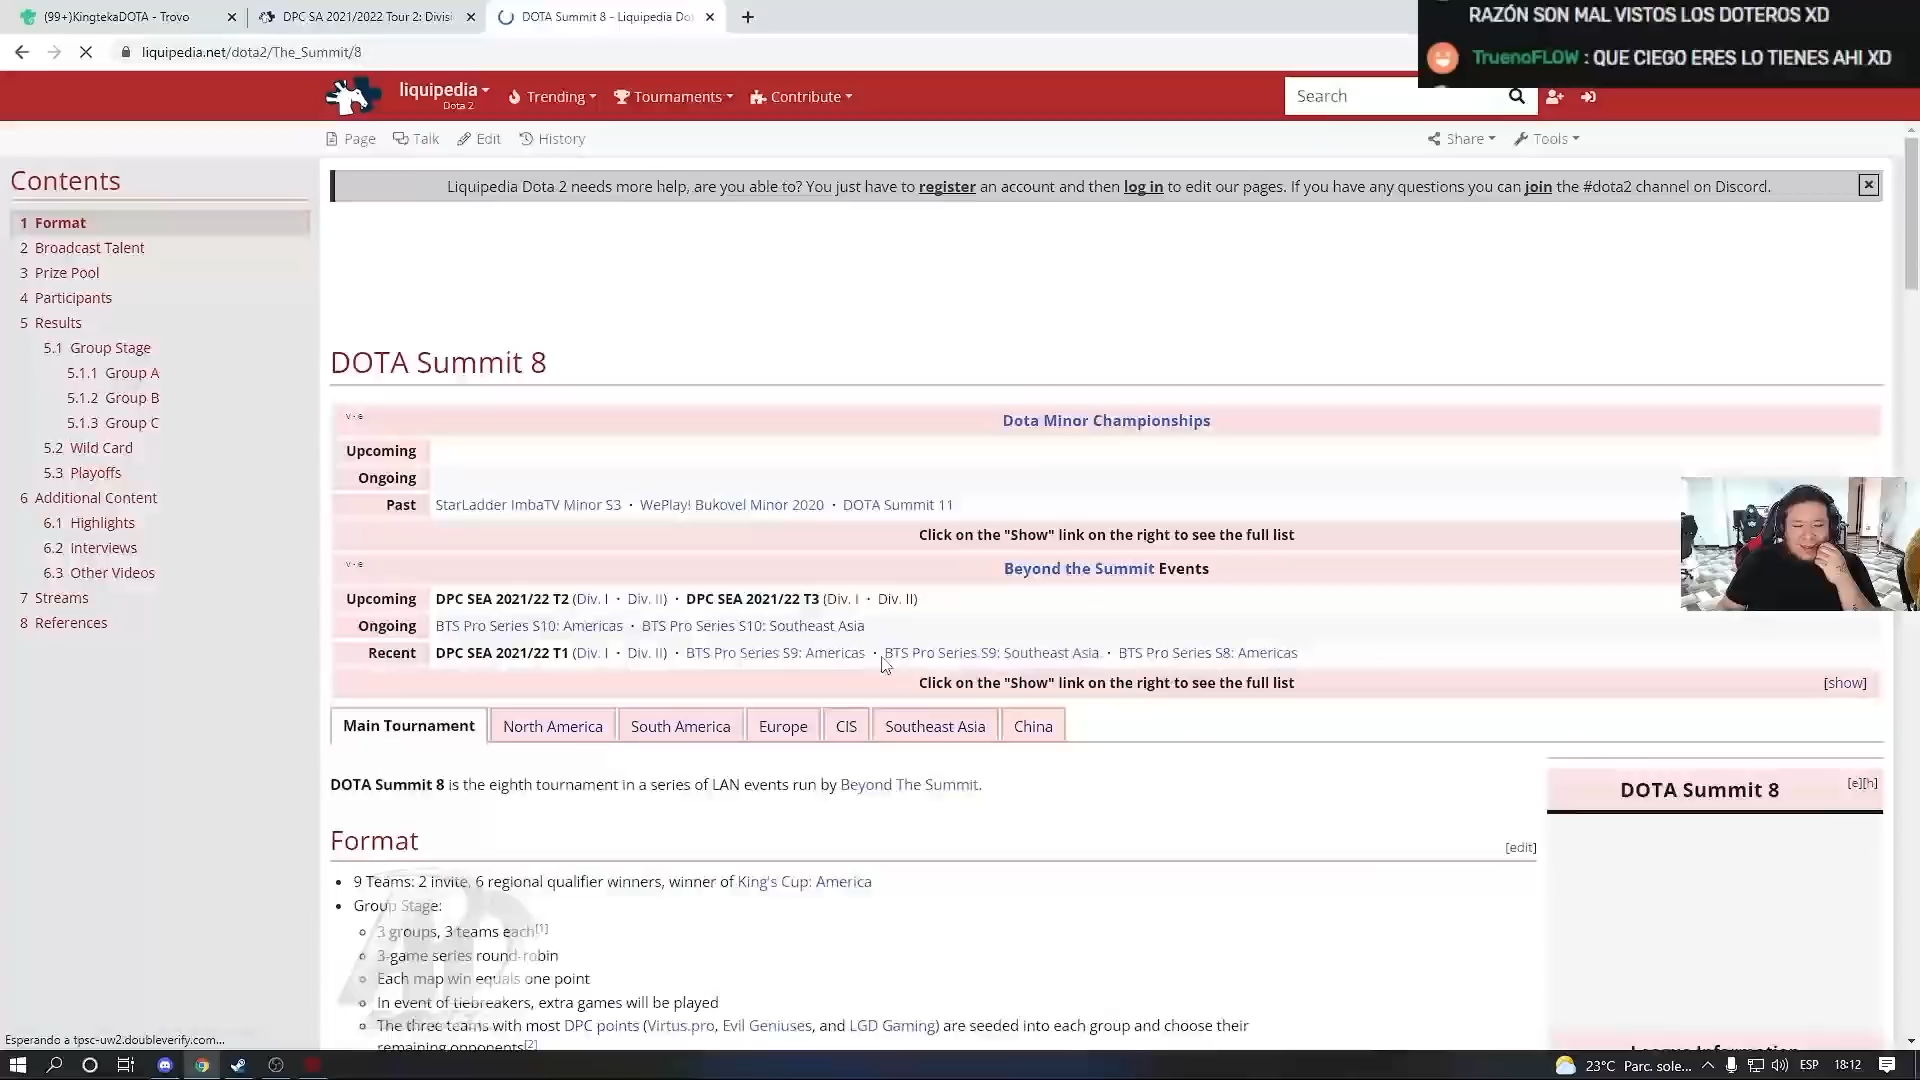 (99+)KingtekaDOTA - Trovo
DPC SA 2021/2022 Tour 2: Divisi
DOTA Summit 8 - Liquipedia Do
RAZÓN SON MAL VISTOS LOS DOTEROS XD
TruenoFLOW : QUE CIEGO ERES LO TIENES AHI XD
liquipedia.net/dota2/The_Summit/8
liquipedia
Dota 2
Trending
Tournaments
Contribute
Search
Page
Talk
Edit
History
Share
Tools
Contents
1 Format
2 Broadcast Talent
3 Prize Pool
4 Participants
5 Results
5.1 Group Stage
5.1.1 Group A
5.1.2 Group B
5.1.3 Group C
5.2 Wild Card
5.3 Playoffs
6 Additional Content
6.1 Highlights
6.2 Interviews
6.3 Other Videos
7 Streams
8 References
Liquipedia Dota 2 needs more help, are you able to? You just have to register an account and then log in to edit our pages. If you have any questions you can join the #dota2 channel on Discord.
DOTA Summit 8
v · e
Dota Minor Championships
Upcoming
Ongoing
Past StarLadder ImbaTV Minor S3 · WePlay! Bukovel Minor 2020 · DOTA Summit 11
Click on the "Show" link on the right to see the full list
v · e
Beyond the Summit Events
Upcoming DPC SEA 2021/22 T2 (Div. I · Div. II) · DPC SEA 2021/22 T3 (Div. I · Div. II)
Ongoing BTS Pro Series S10: Americas · BTS Pro Series S10: Southeast Asia
Recent DPC SEA 2021/22 T1 (Div. I · Div. II) · BTS Pro Series S9: Americas · BTS Pro Series S9: Southeast Asia · BTS Pro Series S8: Americas
Click on the "Show" link on the right to see the full list [show]
Main Tournament
North America
South America
Europe
CIS
Southeast Asia
China
DOTA Summit 8 is the eighth tournament in a series of LAN events run by Beyond The Summit.
DOTA Summit 8
[e][h]
Format
[edit]
9 Teams: 2 invite, 6 regional qualifier winners, winner of King's Cup: America
Group Stage:
3 groups, 3 teams each[1]
3-game series round-robin
Each map win equals one point
In event of tiebreakers, extra games will be played
The three teams with most DPC points (Virtus.pro, Evil Geniuses, and LGD Gaming) are seeded into each group and choose their
remaining opponents[2]
League Information
Esperando a tpsc-uw2.doubleverify.com...
23°C Parc. sole...
ESP
18:12